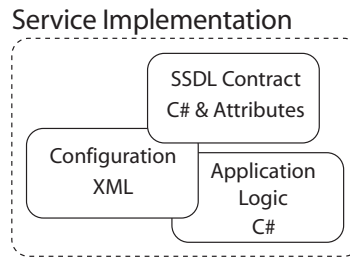 Service Implementation
SSDL Contract
C# & Attributes
Configuration
XML
Application
Logic
C#